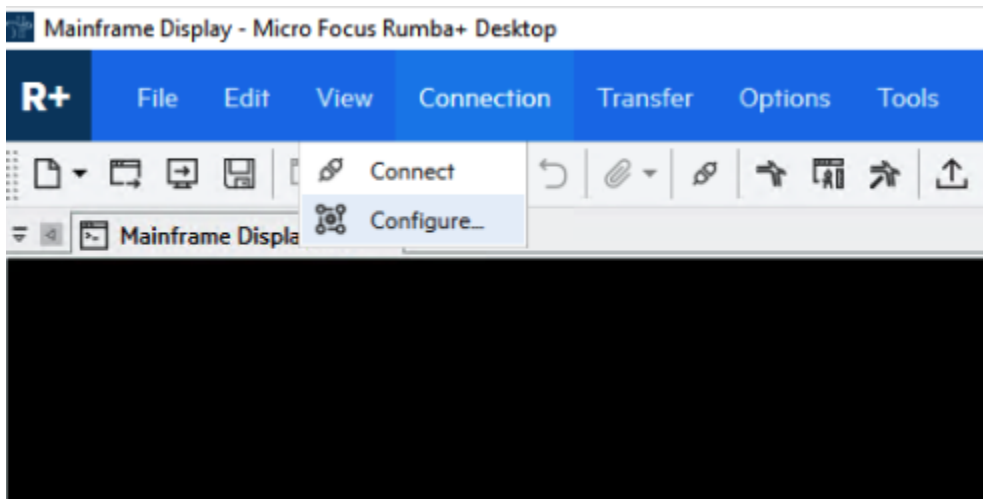 Mainframe Display - Micro Focus Rumba+ Desktop
R+ File Edit View Connection Transfer Options Tools
Connect
Configure...
Mainframe Displa